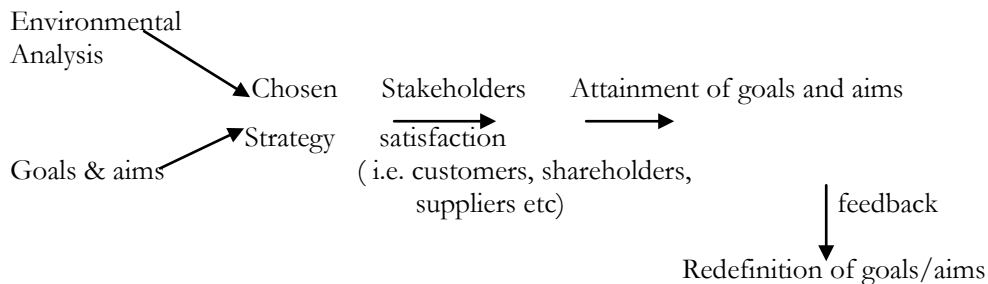 Environmental
Analysis
Chosen Stakeholders Attainment of goals and aims
Strategy satisfaction
Goals & aims ( i.e. customers, shareholders,
suppliers etc)
feedback
Redefinition of goals/aims